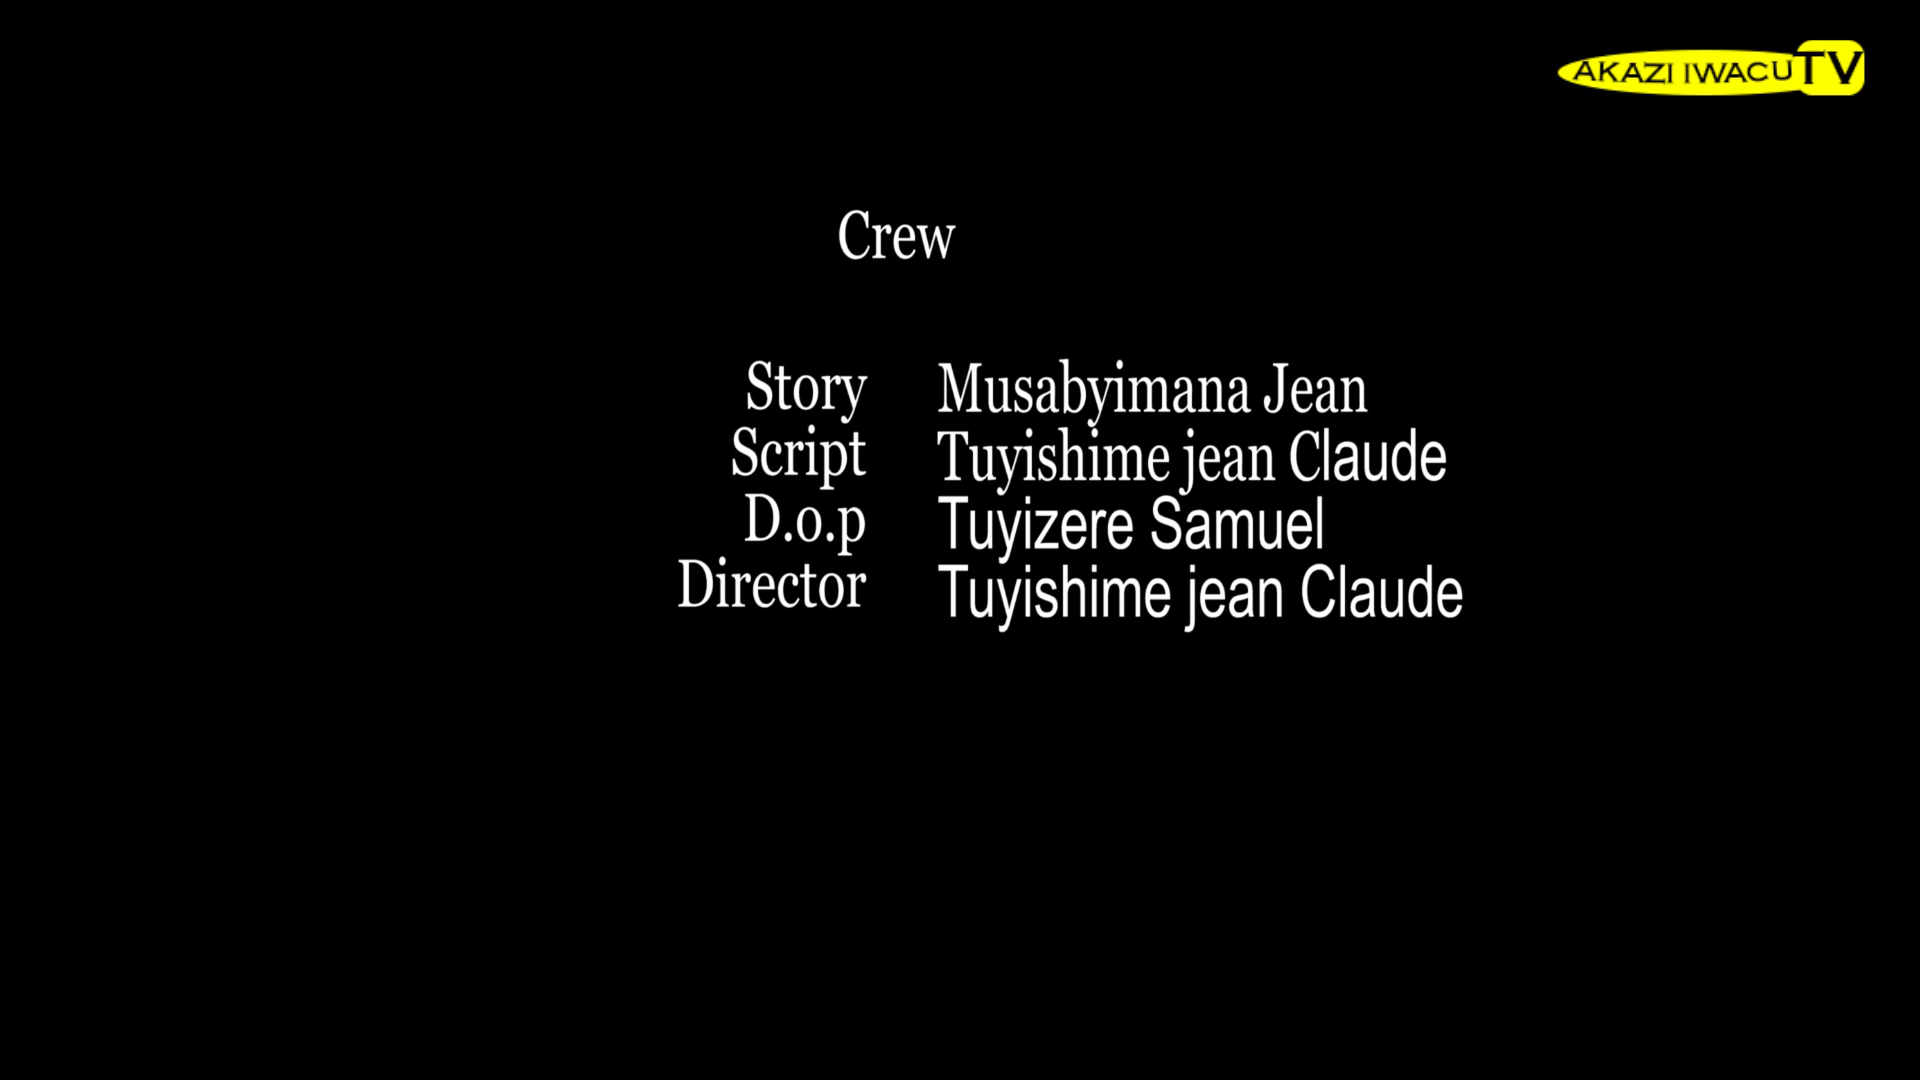 AKAZI IWACU TV
Crew
Story Musabyimana Jean
Script Tuyishime jean Claude
D.o.p Tuyizere Samuel
Director Tuyishime jean Claude